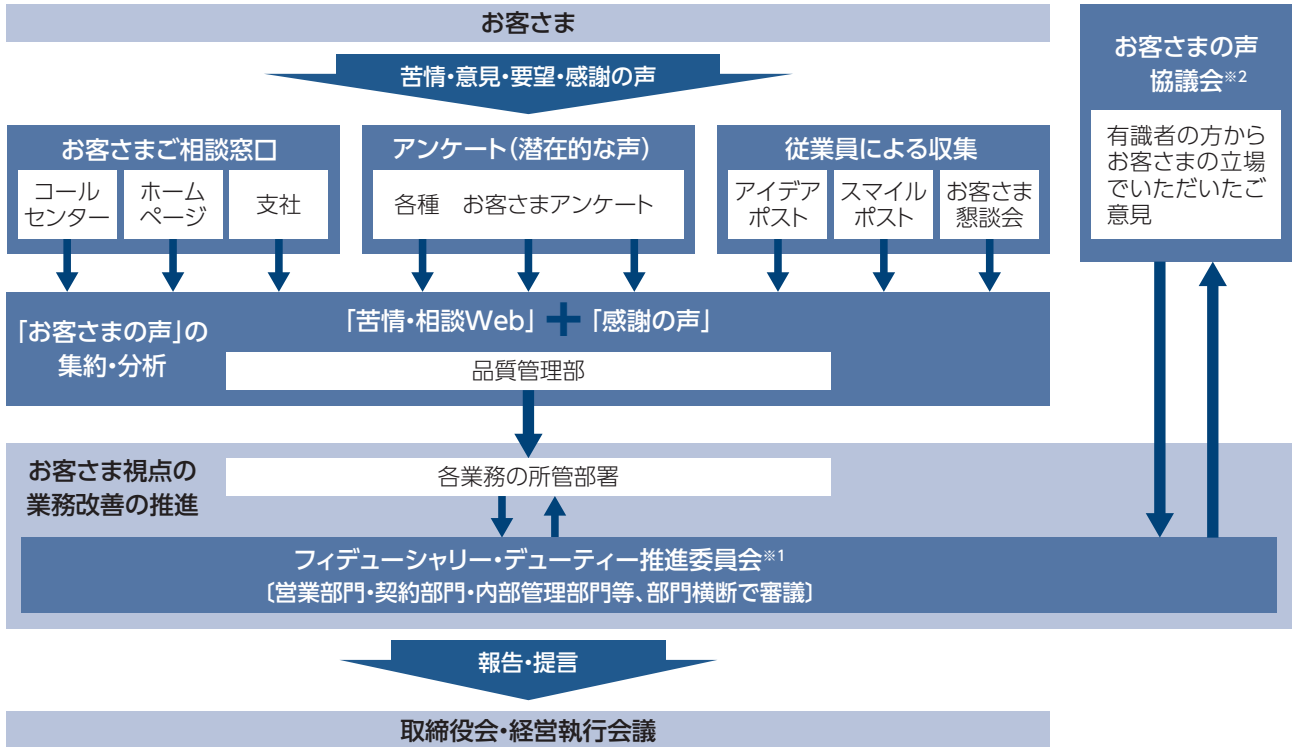 お客さま
苦情・意見・要望・感謝の声
お客さまご相談窓口
コール
センター
ホーム
ページ
支社
アンケート(潜在的な声)
各種　お客さまアンケート
従業員による収集
アイデア
ポスト
スマイル
ポスト
お客さま
懇談会
お客さまの声
協議会※2
有識者の方から
お客さまの立場
でいただいたご
意見
「お客さまの声」の
集約・分析
「苦情・相談Web」＋「感謝の声」
品質管理部
お客さま視点の
業務改善の推進
各業務の所管部署
フィデューシャリー・デューティー推進委員会※1
〔営業部門・契約部門・内部管理部門等、部門横断で審議〕
報告・提言
取締役会・経営執行会議